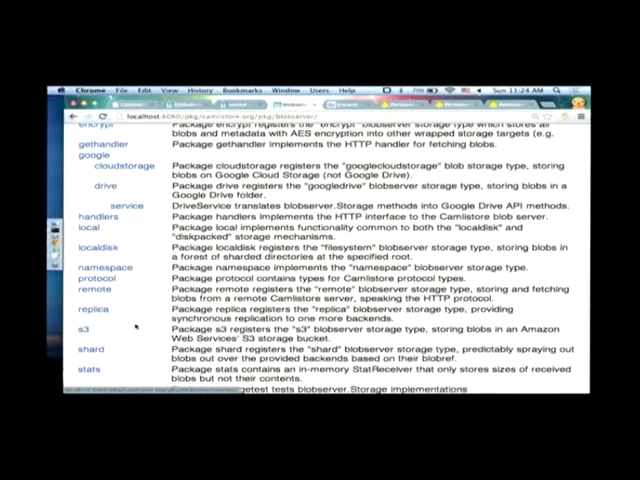 Chrome File Edit View History Bookmarks Window Users Help
Sun 11:24 AM
localhost:6060/pkg/camlistore.org/pkg/blobserver/
encrypt Package encrypt registers the "encrypt" blobserver storage type which stores all
blobs and metadata with AES encryption into other wrapped storage targets (e.g.
gethandler Package gethandler implements the HTTP handler for fetching blobs.
google
cloudstorage Package cloudstorage registers the "googlecloudstorage" blob storage type, storing
blobs on Google Cloud Storage (not Google Drive).
drive Package drive registers the "googledrive" blobserver storage type, storing blobs in a
Google Drive folder.
service DriveService translates blobserver.Storage methods into Google Drive API methods.
handlers Package handlers implements the HTTP interface to the Camlistore blob server.
local Package local implements functionality common to both the "localdisk" and
"diskpacked" storage mechanisms.
localdisk Package localdisk registers the "filesystem" blobserver storage type, storing blobs in
a forest of sharded directories at the specified root.
namespace Package namespace implements the "namespace" blobserver storage type.
protocol Package protocol contains types for Camlistore protocol types.
remote Package remote registers the "remote" blobserver storage type, storing and fetching
blobs from a remote Camlistore server, speaking the HTTP protocol.
replica Package replica registers the "replica" blobserver storage type, providing
synchronous replication to one more backends.
s3 Package s3 registers the "s3" blobserver storage type, storing blobs in an Amazon
Web Services' S3 storage bucket.
shard Package shard registers the "shard" blobserver storage type, predictably spraying out
blobs out over the provided backends based on their blobref.
stats Package stats contains an in-memory StatReceiver that only stores sizes of received
blobs but not their contents.
getest tests blobserver.Storage implementations